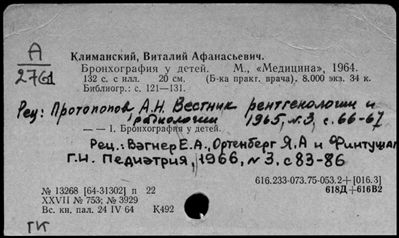 А
2761
Климанский, Виталий Афанасьевич.
Бронхография у детей. М., «Медицина», 1964.
132 с. с илл. 20 см. (Б-ка практ. врача). 8.000 экз. 34 к.
Библиогр.: с. 121—131.
Рец: Протопопов А.Н. Вестник рентгенологии и
радиологии 1965, №3, с. 66-67
— — 1. Бронхография у детей.
Рец.: Вагнер Е.А., Ортенберг Я.А и Финтушал
Г.И. Педиатрия, 1966, №3. с 83-86
616.233-073.75-053.2+[016.3]
№ 13268 [64-31302] п 22 618Д+616В2
XXVII № 753; № 3929
Вс. кн. пал. 24 IV 64 К492
ГК